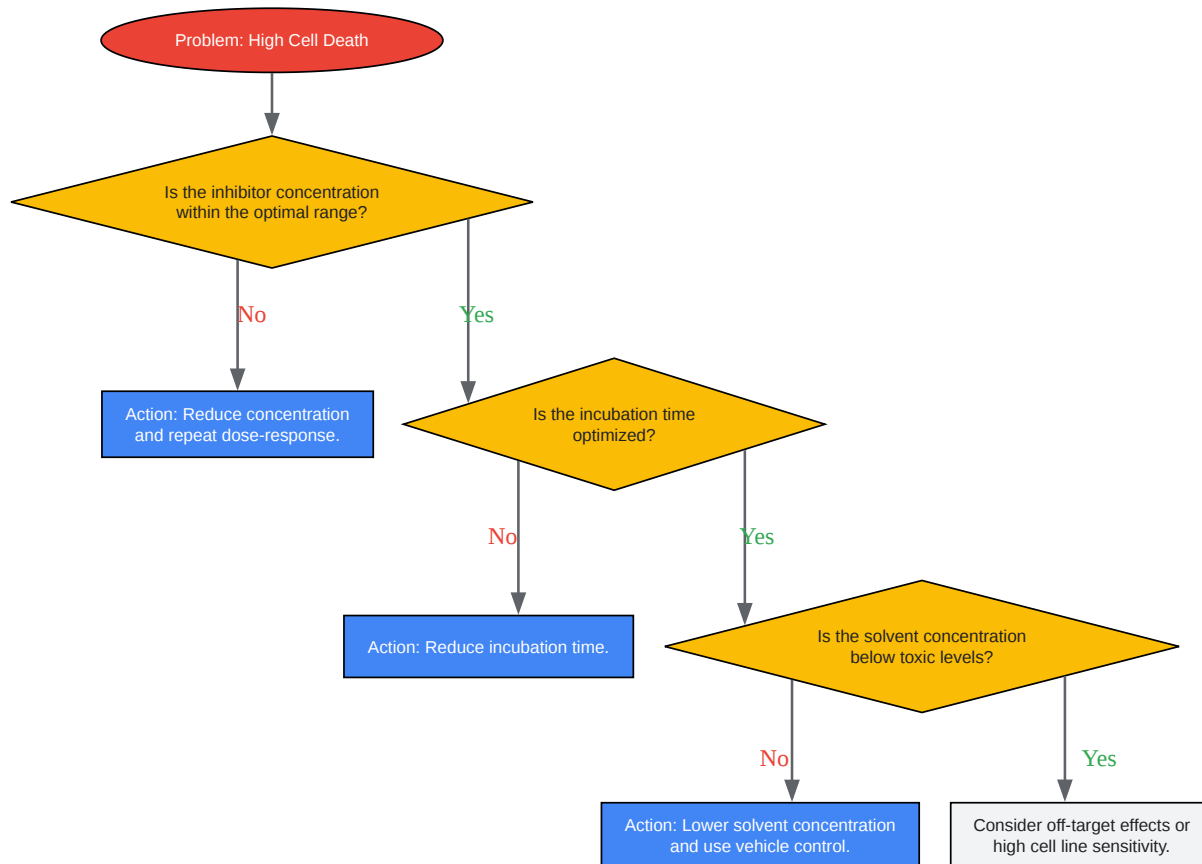 Problem: High Cell Death
Is the inhibitor concentration
within the optimal range?
No
Yes
Action: Reduce concentration
and repeat dose-response.
Is the incubation time
optimized?
No
Yes
Action: Reduce incubation time.
Is the solvent concentration
below toxic levels?
No
Yes
Action: Lower solvent concentration
and use vehicle control.
Consider off-target effects or
high cell line sensitivity.